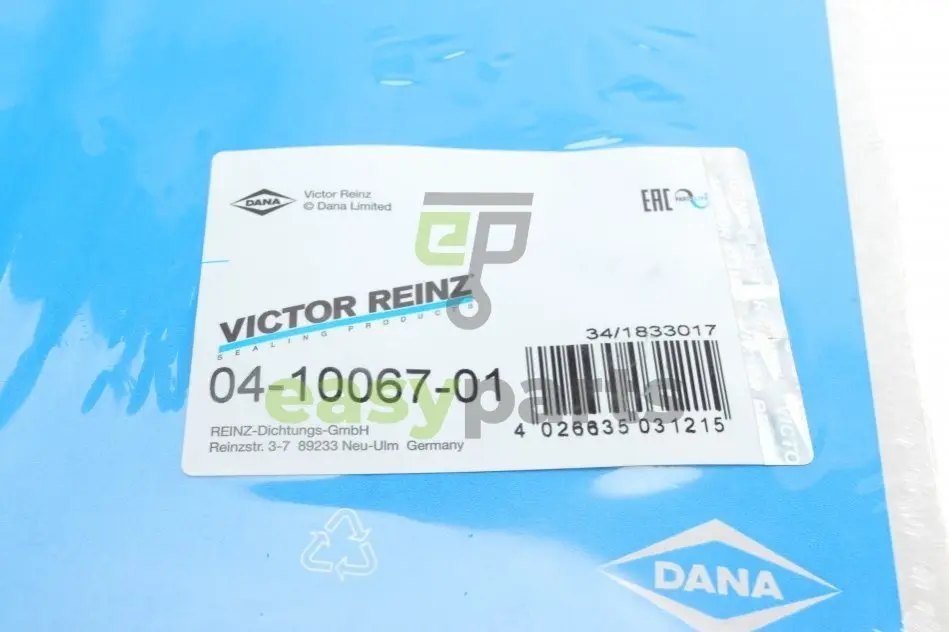 DANA
Victor Reinz
© Dana Limited
EAC
ep
VICTOR REINZ
SEALING PRODUCTS
34/1833017
04-10067-01
easyparts
4 026635 031215
REINZ-Dichtungs-GmbH
Reinzstr. 3-7 89233 Neu-Ulm Germany
DANA